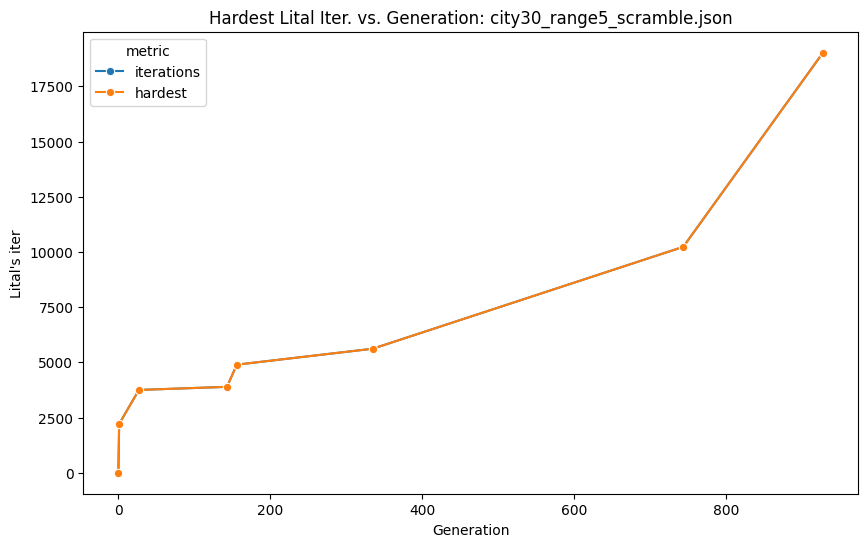 Hardest Lital Iter. vs. Generation: city30_range5_scramble.json
metric
iterations
hardest
17500
15000
12500
10000
7500
5000
2500
0
Lital's iter
0 200 400 600 800
Generation